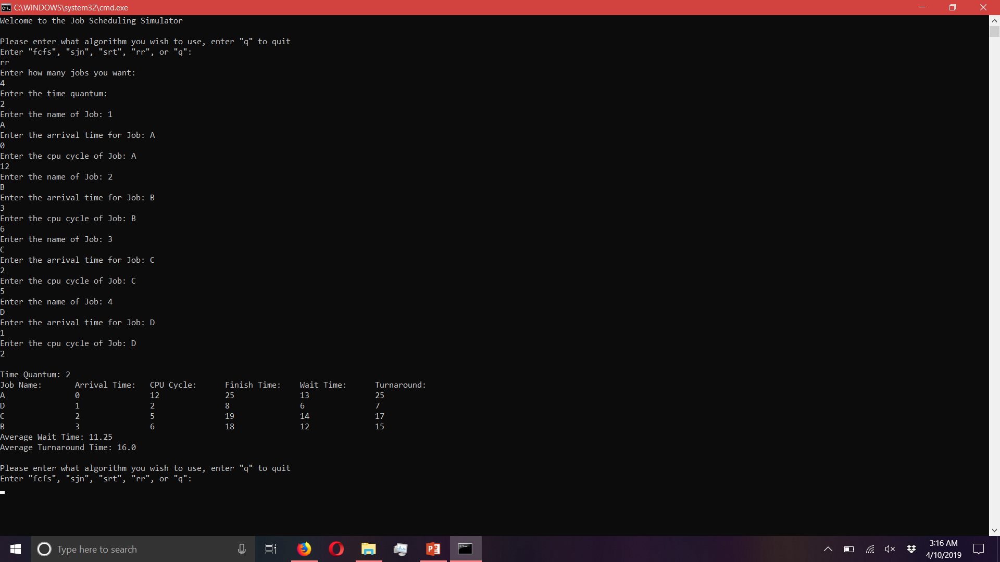 C:\WINDOWS\system32\cmd.exe
Welcome to the Job Scheduling Simulator
Please enter what algorithm you wish to use, enter "q" to quit
Enter "fcfs", "sjn", "srt", "rr", or "q":
rr
Enter how many jobs you want:
4
Enter the time quantum:
2
Enter the name of Job: 1
A
Enter the arrival time for Job: A
0
Enter the cpu cycle of Job: A
12
Enter the name of Job: 2
B
Enter the arrival time for Job: B
3
Enter the cpu cycle of Job: B
6
Enter the name of Job: 3
C
Enter the arrival time for Job: C
2
Enter the cpu cycle of Job: C
5
Enter the name of Job: 4
D
Enter the arrival time for Job: D
1
Enter the cpu cycle of Job: D
2
Time Quantum: 2
Job Name: Arrival Time: CPU Cycle: Finish Time: Wait Time: Turnaround:
A 0 12 25 13 25
D 1 2 8 6 7
C 2 5 19 14 17
B 3 6 18 12 15
Average Wait Time: 11.25
Average Turnaround Time: 16.0
Please enter what algorithm you wish to use, enter "q" to quit
Enter "fcfs", "sjn", "srt", "rr", or "q":
Type here to search
3:16 AM
4/10/2019